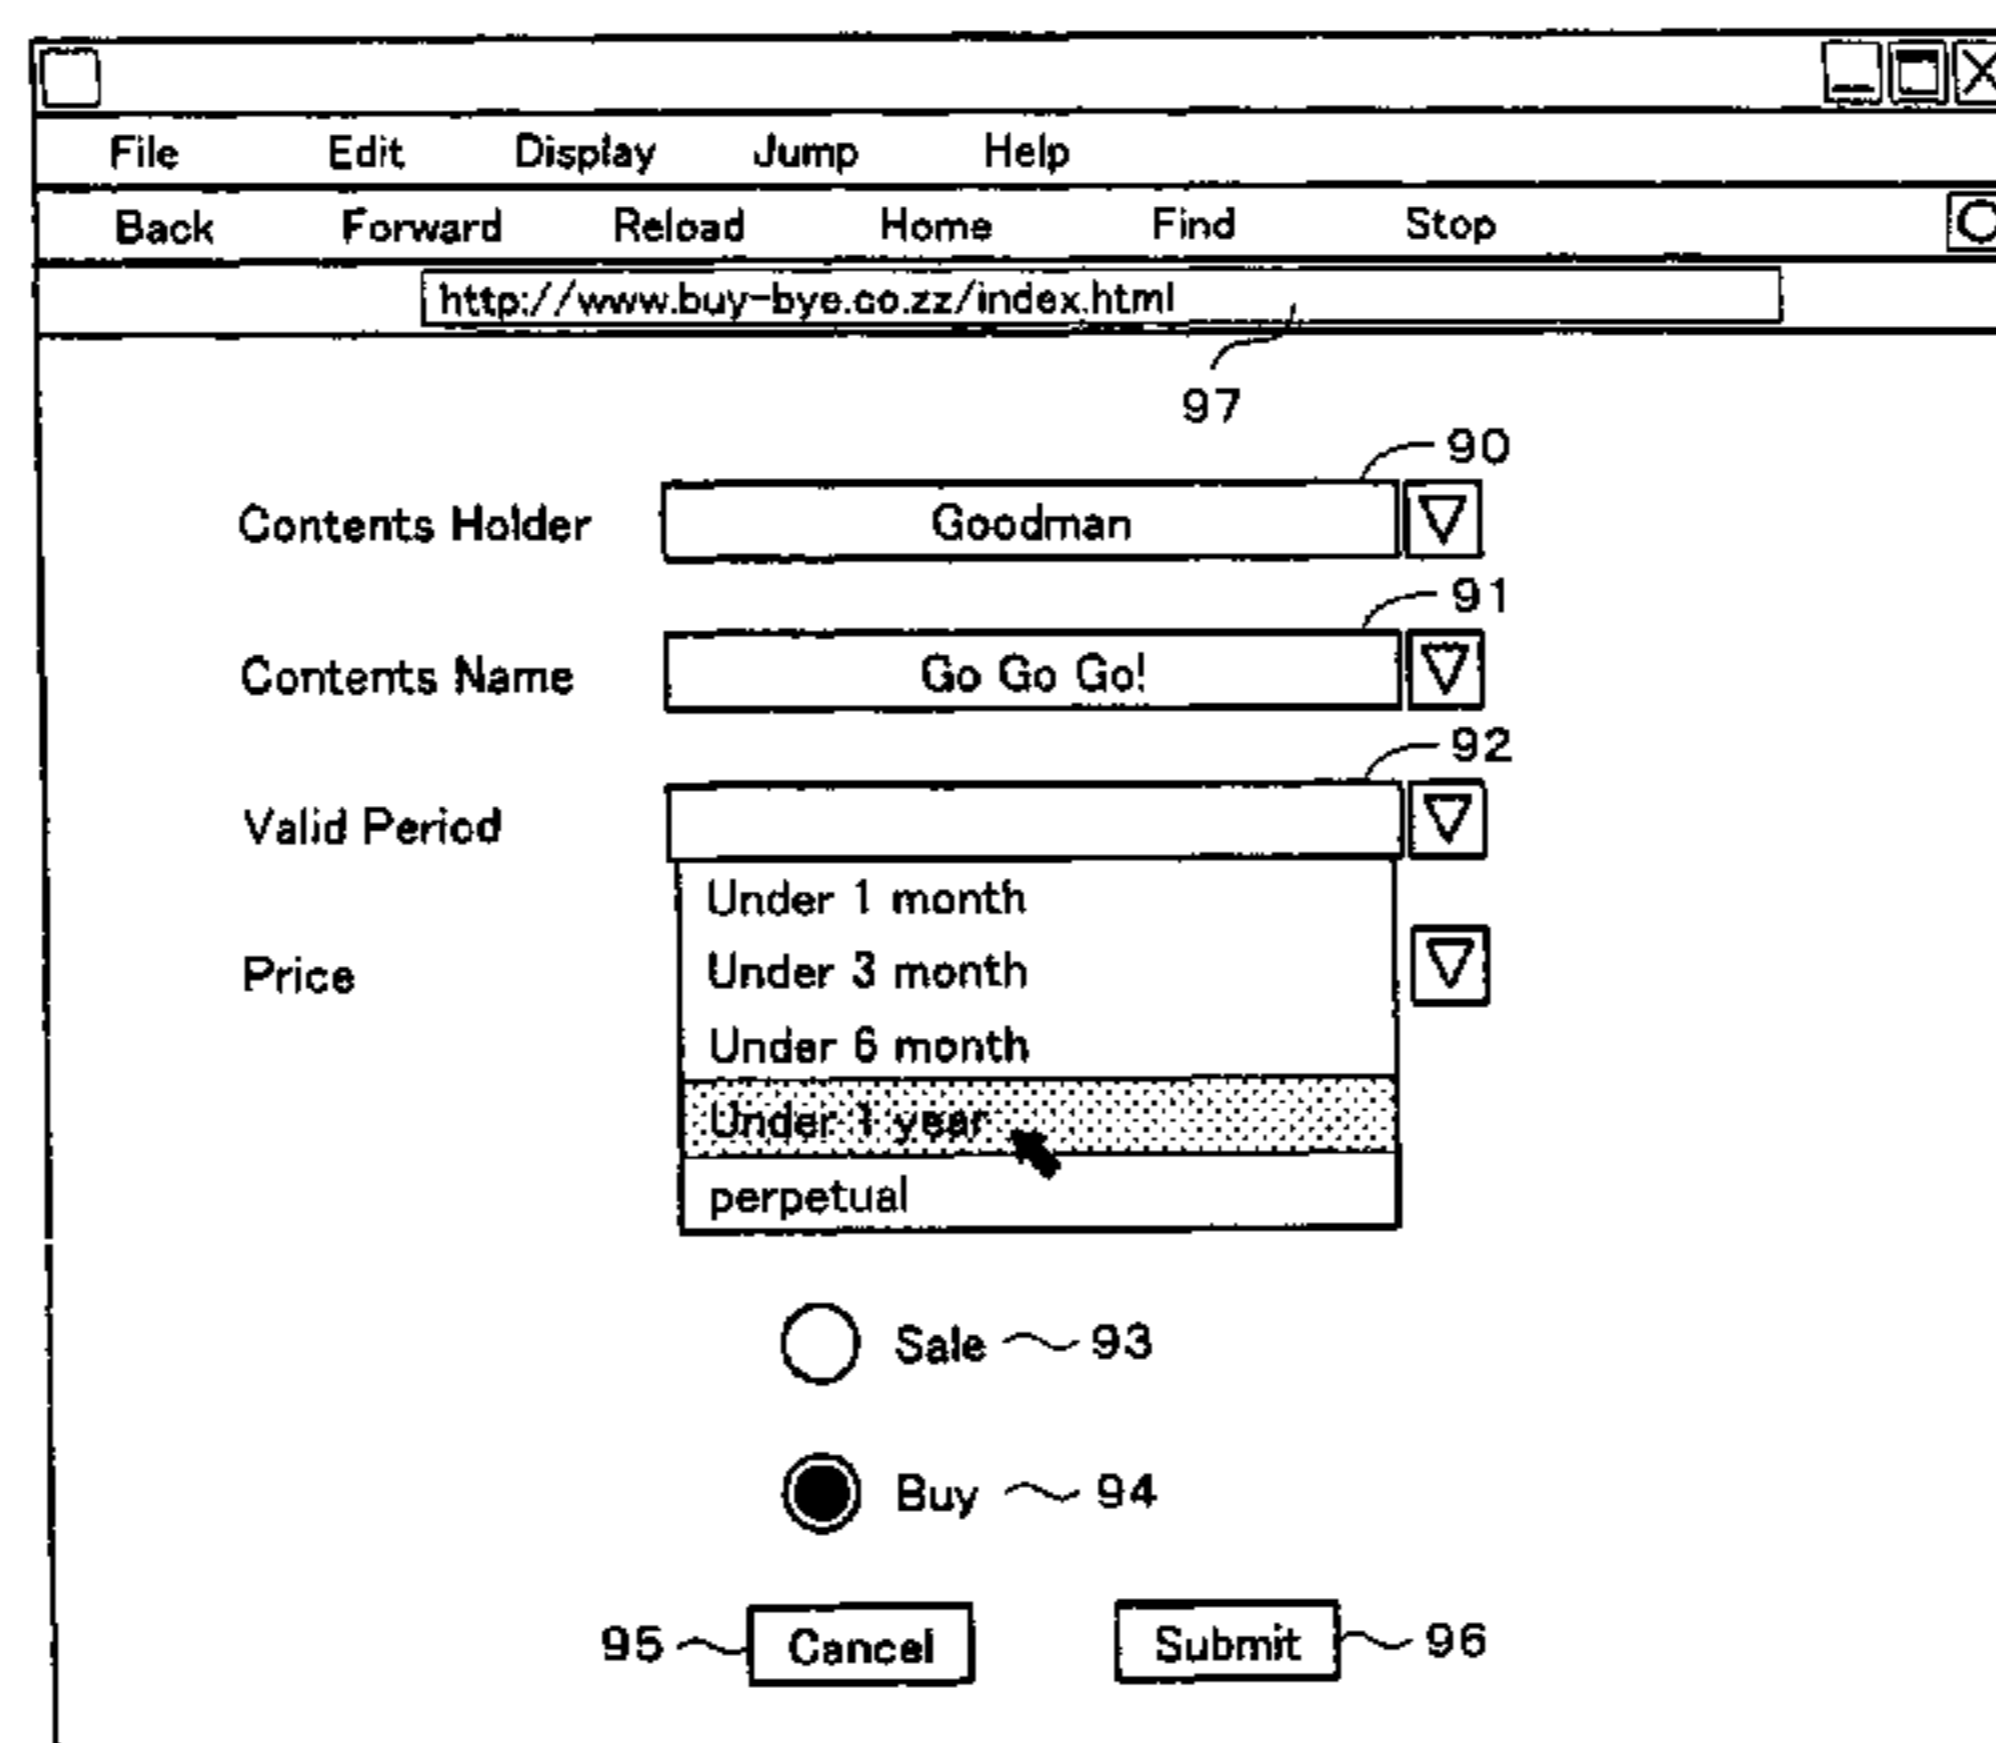 File Edit Display Jump Help
Back Forward Reload Home Find Stop
http://www.buy-bye.co.zz/index.html
97
90
Contents Holder Goodman
91
Contents Name Go Go Go!
92
Valid Period
Under 1 month
Price Under 3 month
Under 6 month
Under 1 year
perpetual
Sale 93
Buy 94
95 Cancel Submit 96